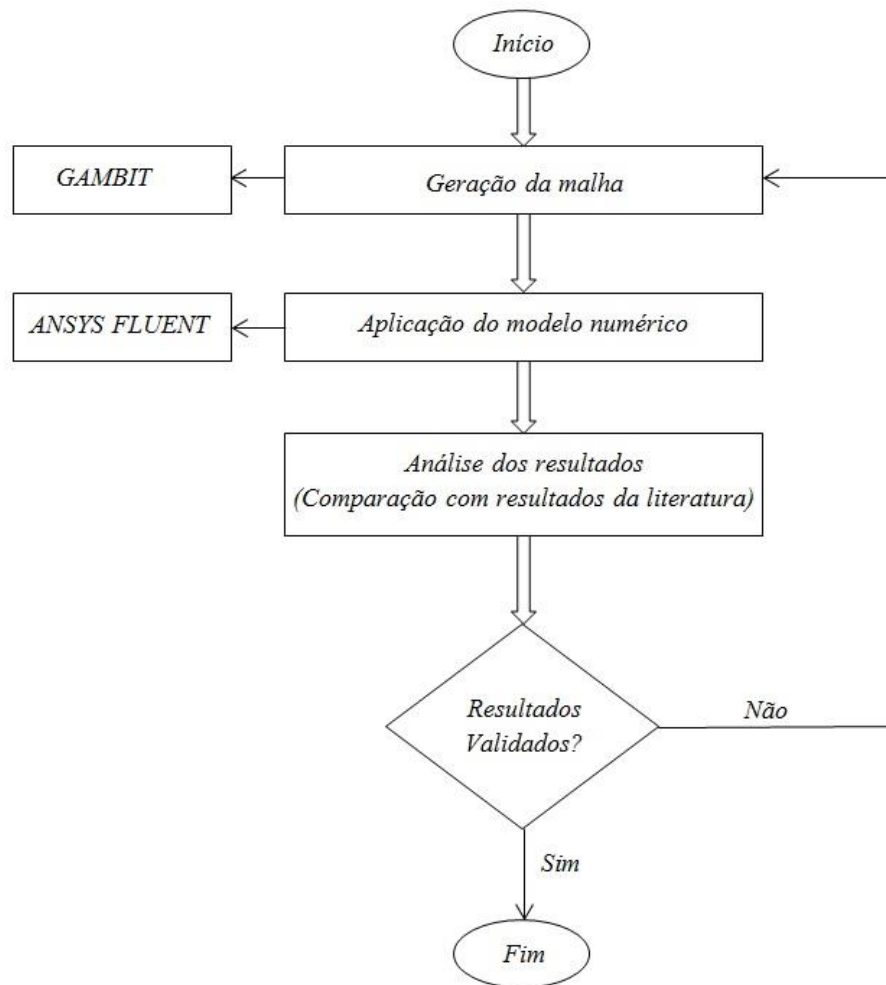 Início
GAMBIT
Geração da malha
ANSYS FLUENT
Aplicação do modelo numérico
Análise dos resultados
(Comparação com resultados da literatura)
Resultados
Validados?
Não
Sim
Fim